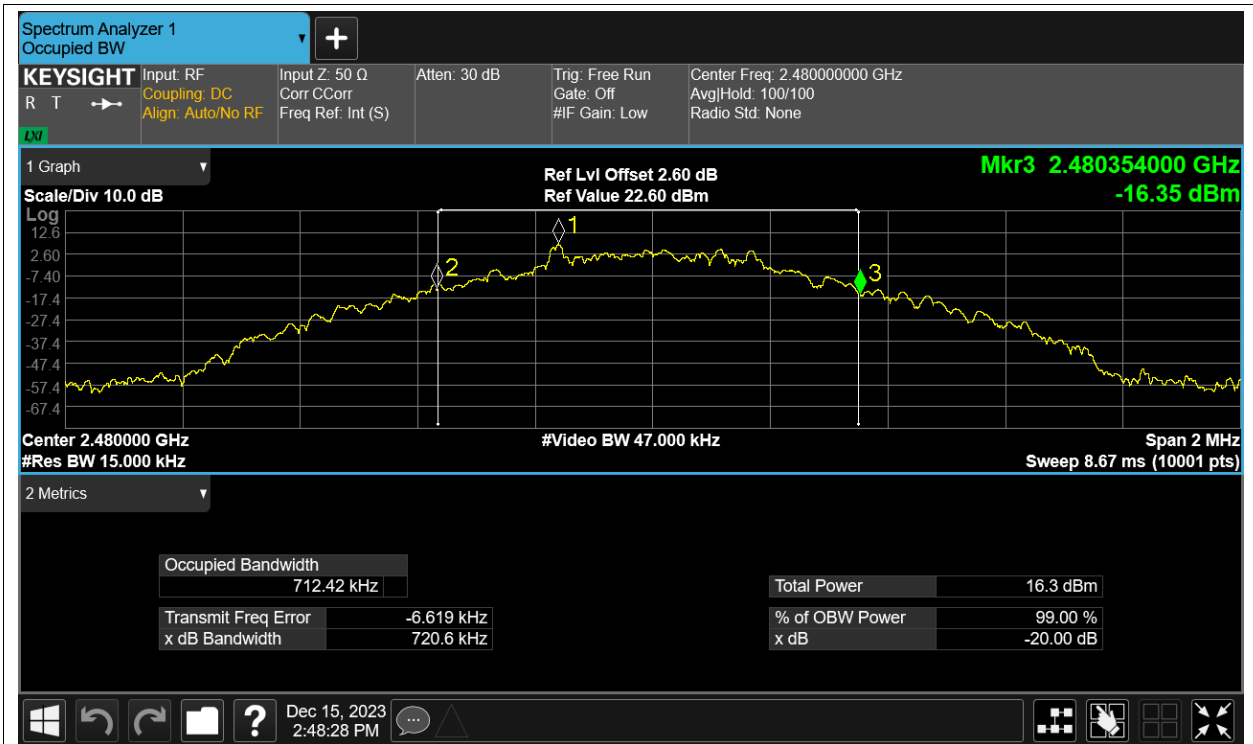 Spectrum Analyzer 1
Occupied BW
KEYSIGHT
R T
LXI
Input: RF
Coupling: DC
Align: Auto/No RF
Input Z: 50 Ω
Corr CCorr
Freq Ref: Int (S)
Atten: 30 dB
Trig: Free Run
Gate: Off
#IF Gain: Low
Center Freq: 2.480000000 GHz
Avg|Hold: 100/100
Radio Std: None
1 Graph
Scale/Div 10.0 dB
Ref Lvl Offset 2.60 dB
Ref Value 22.60 dBm
Mkr3 2.480354000 GHz
-16.35 dBm
Log
12.6
2.60
-7.40
-17.4
-27.4
-37.4
-47.4
-57.4
-67.4
1
2
3
Center 2.480000 GHz
#Res BW 15.000 kHz
#Video BW 47.000 kHz
Span 2 MHz
Sweep 8.67 ms (10001 pts)
2 Metrics
Occupied Bandwidth
712.42 kHz
Transmit Freq Error -6.619 kHz
x dB Bandwidth 720.6 kHz
Total Power 16.3 dBm
% of OBW Power 99.00 %
x dB -20.00 dB
?
Dec 15, 2023
2:48:28 PM